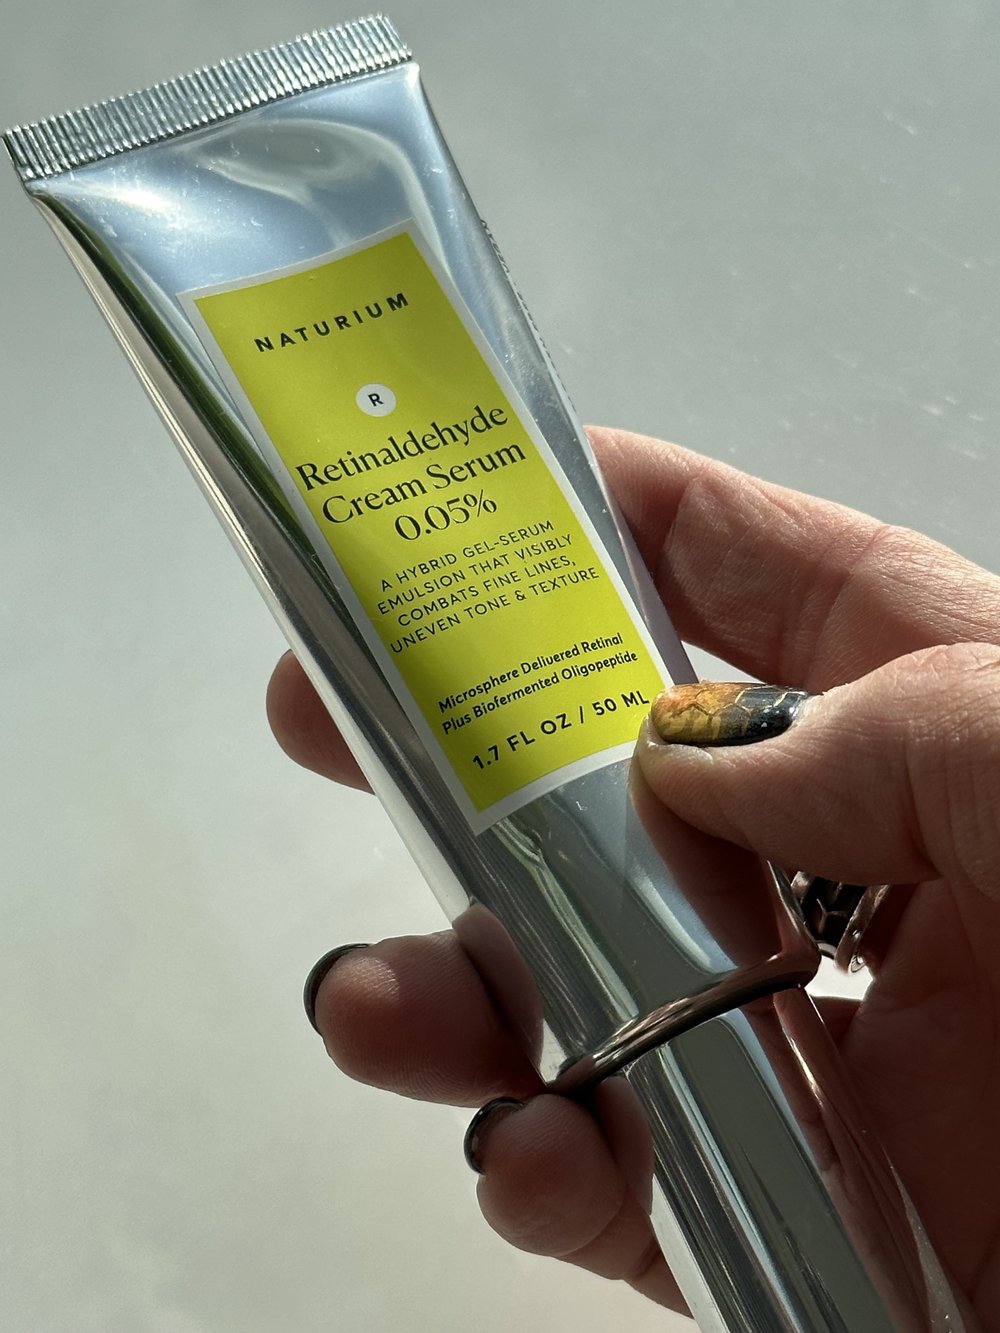 NATURIUM
R
Retinaldehyde
Cream Serum
0.05%
A HYBRID GEL-SERUM
EMULSION THAT VISIBLY
COMBATS FINE LINES,
UNEVEN TONE & TEXTURE
Microsphere Delivered Retinal
Plus Biofermented Oligopeptide
1.7 FL OZ / 50 ML